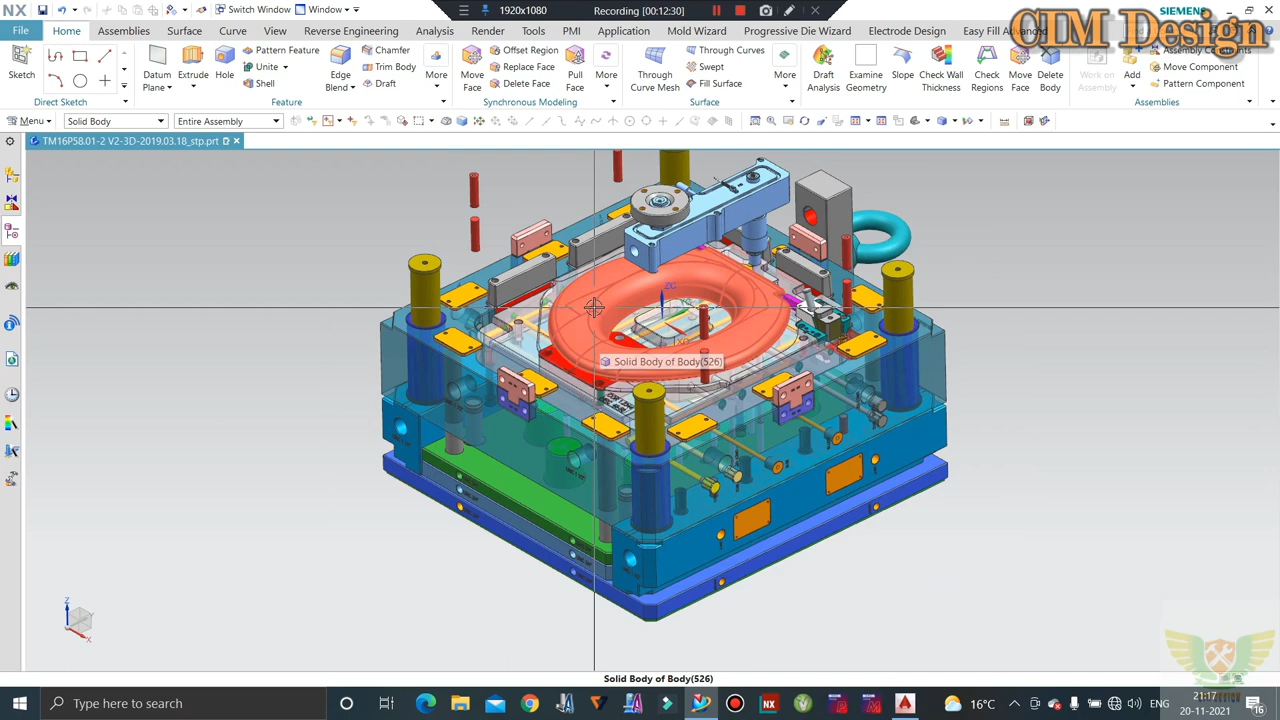 NX
Switch Window
Window
1920x1080
Recording [00:12:30]
SIEMENS
CIM Design
File
Home
Assemblies
Surface
Curve
View
Reverse Engineering
Analysis
Render
Tools
PMI
Application
Mold Wizard
Progressive Die Wizard
Electrode Design
Easy Fill Advanced
Sketch
Direct Sketch
Datum Plane
Extrude
Hole
Pattern Feature
Unite
Shell
Edge Blend
Chamfer
Trim Body
Draft
More
Feature
Move Face
Offset Region
Replace Face
Delete Face
Pull Face
More
Synchronous Modeling
Through Curve Mesh
Through Curves
Swept
Fill Surface
More
Surface
Draft Analysis
Examine Geometry
Slope
Check Wall Thickness
Check Regions
Move Face
Delete Body
Work on Assembly
Add
Assembly Constraints
Move Component
Pattern Component
Assemblies
Menu
Solid Body
Entire Assembly
TM16P58.01-2 V2-3D-2019.03.18_stp.prt
ZC
Solid Body of Body(526)
Z
X
Solid Body of Body(526)
Type here to search
16°C
ENG
21:17
20-11-2021
16